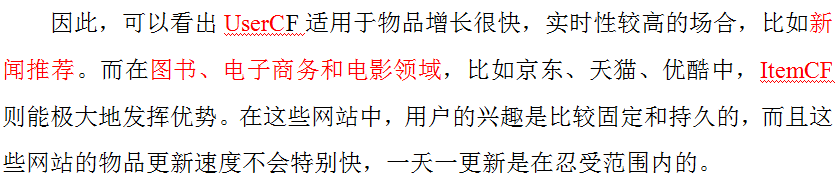 因此，可以看出 UserCF 适用于物品增长很快，实时性较高的场合，比如新
闻推荐。而在图书、电子商务和电影领域，比如京东、天猫、优酷中，ItemCF
则能极大地发挥优势。在这些网站中，用户的兴趣是比较固定和持久的，而且这
些网站的物品更新速度不会特别快，一天一更新是在忍受范围内的。